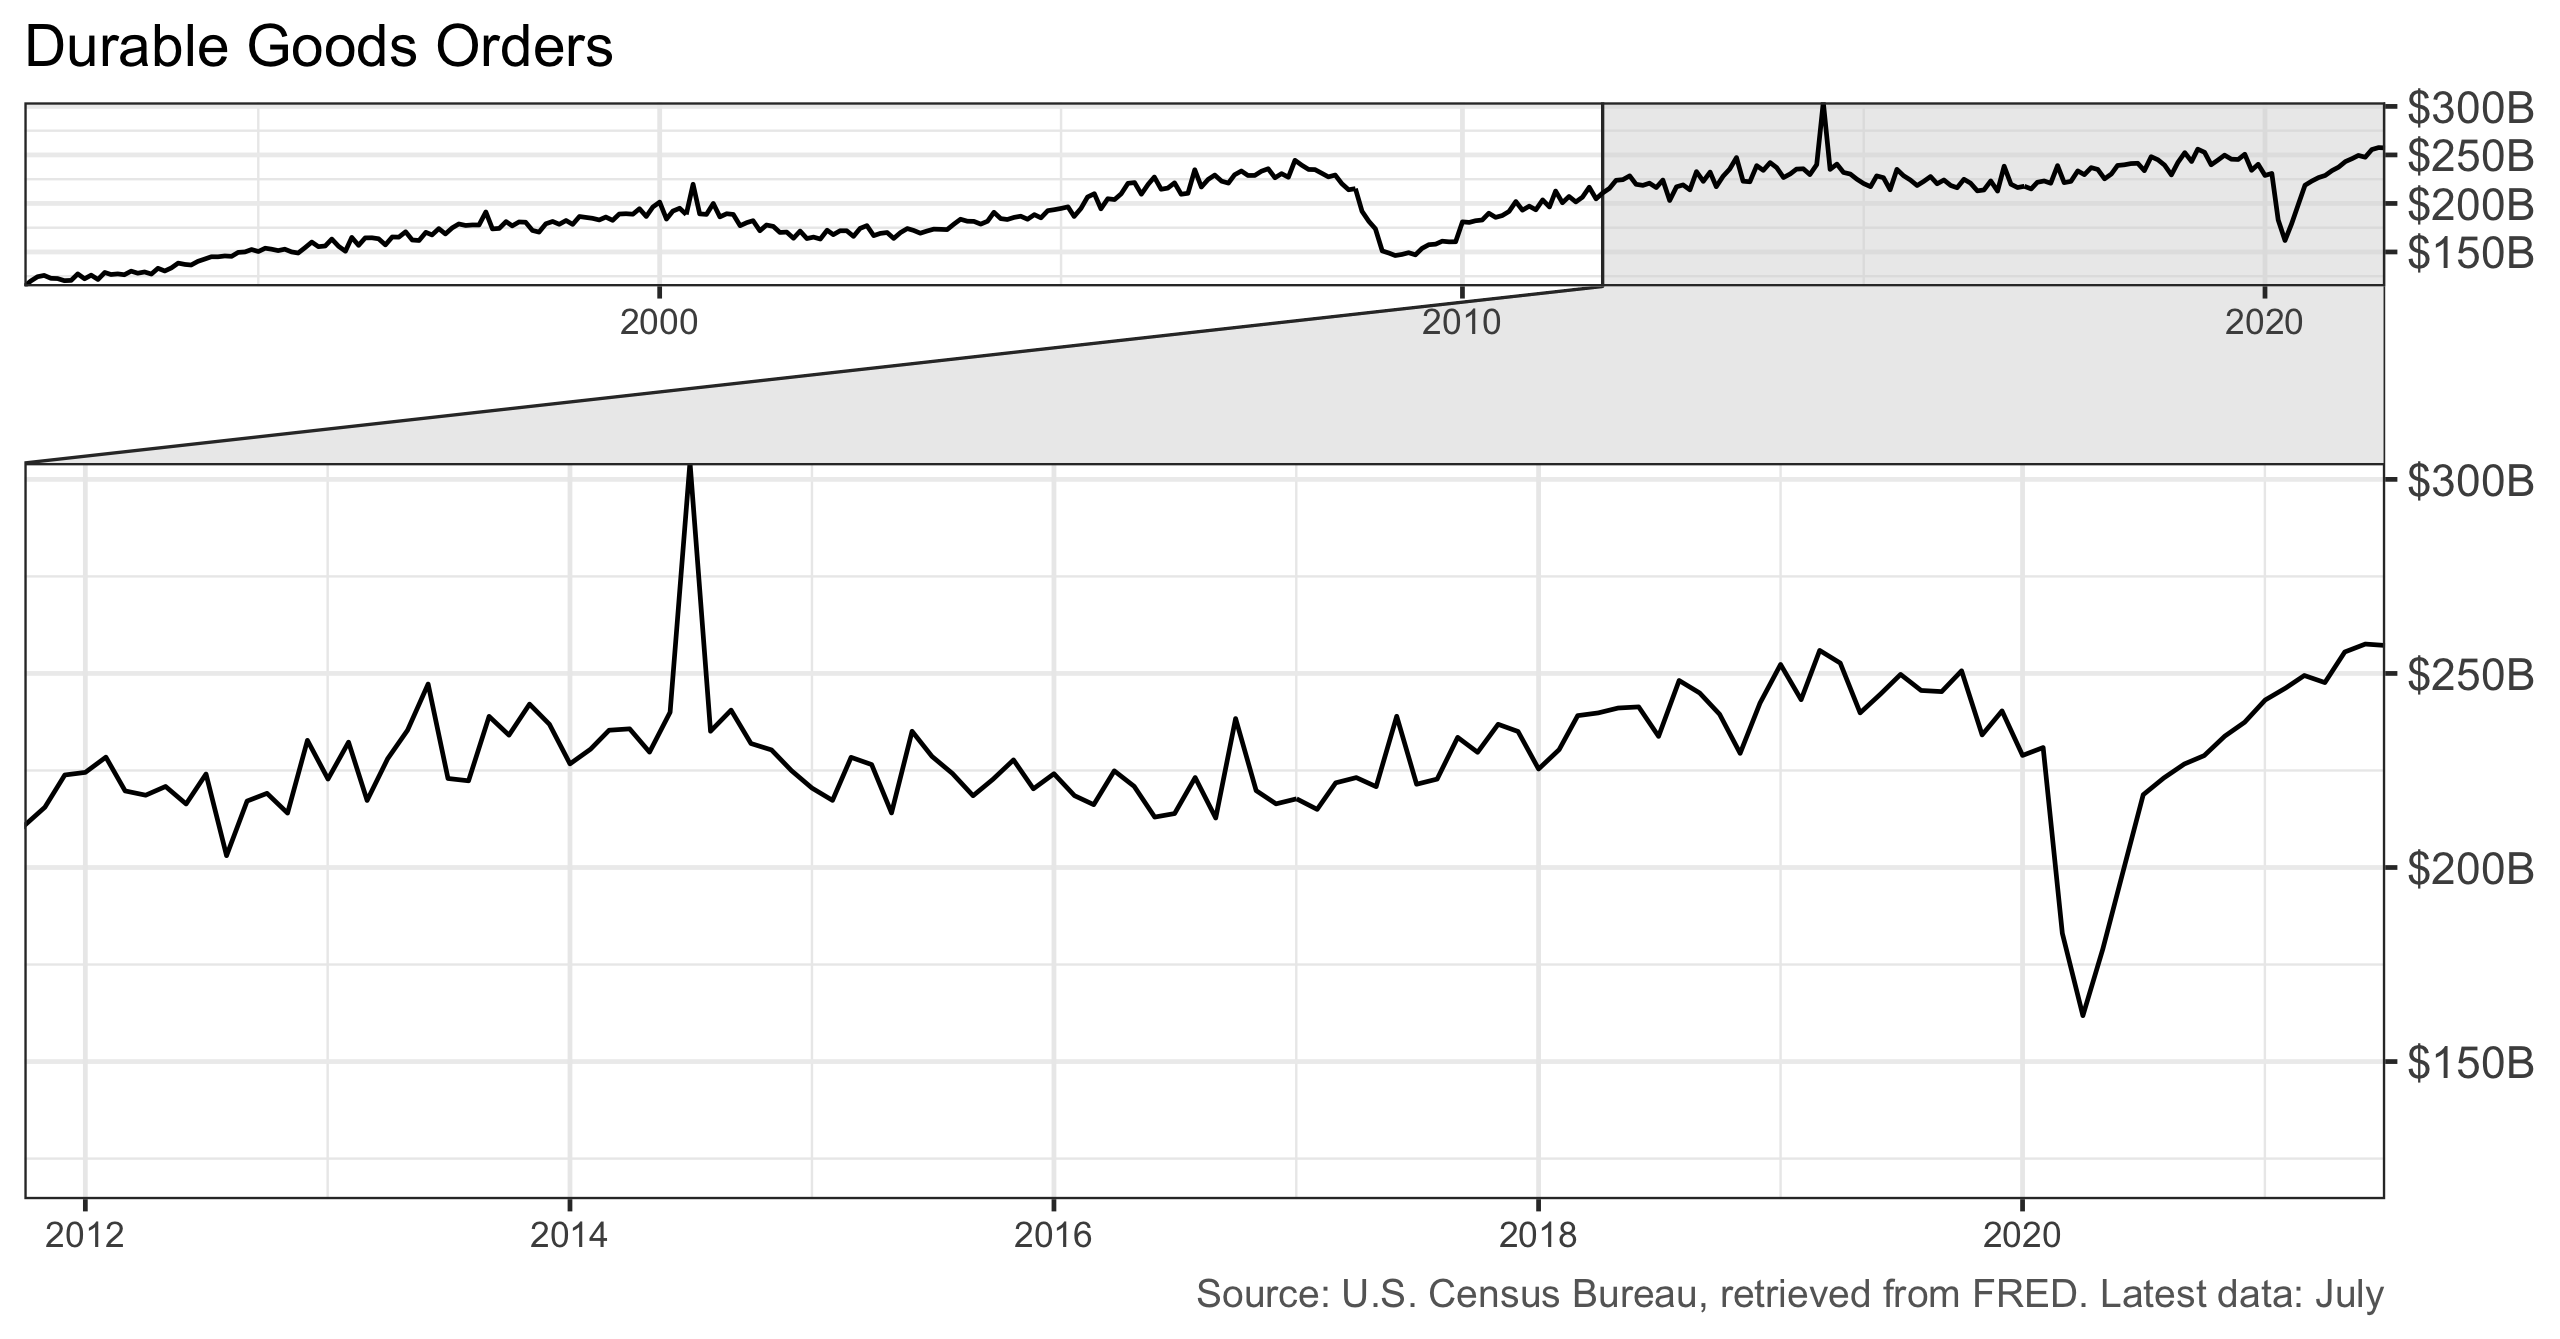 Durable Goods Orders
$300B
$250B
$200B
$150B
2000 2010 2020
$300B
$250B
$200B
$150B
2012 2014 2016 2018 2020
Source: U.S. Census Bureau, retrieved from FRED. Latest data: July